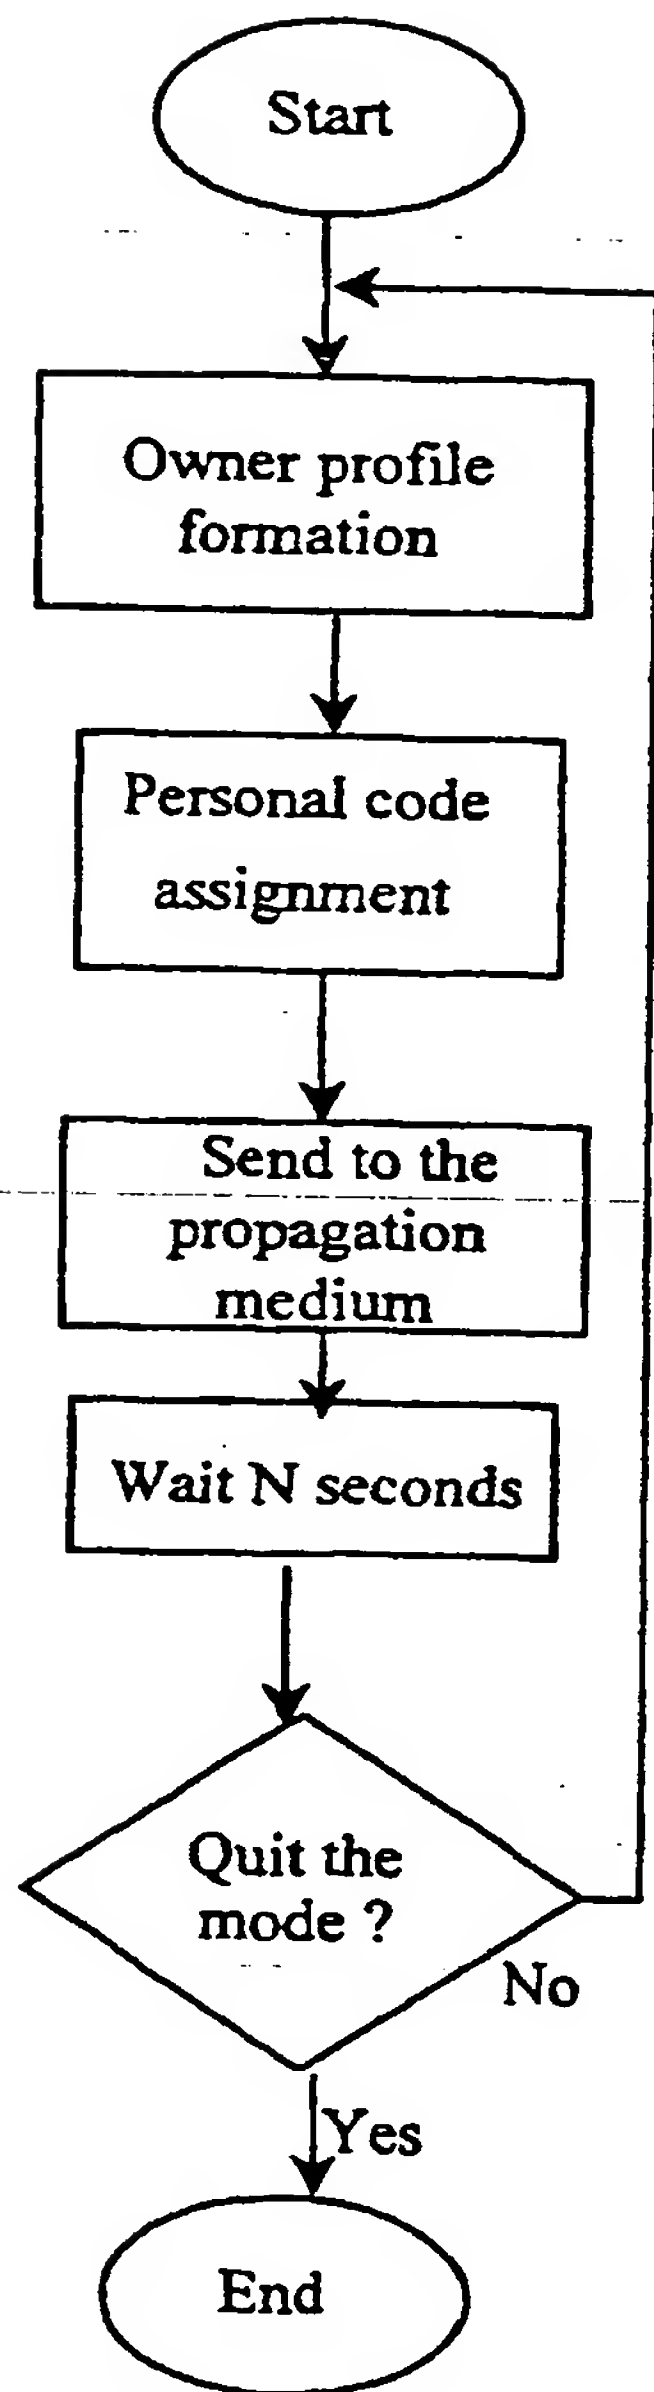 Start
Owner profile
formation
Personal code
assignment
Send to the
propagation
medium
Wait N seconds
Quit the
mode ?
No
Yes
End